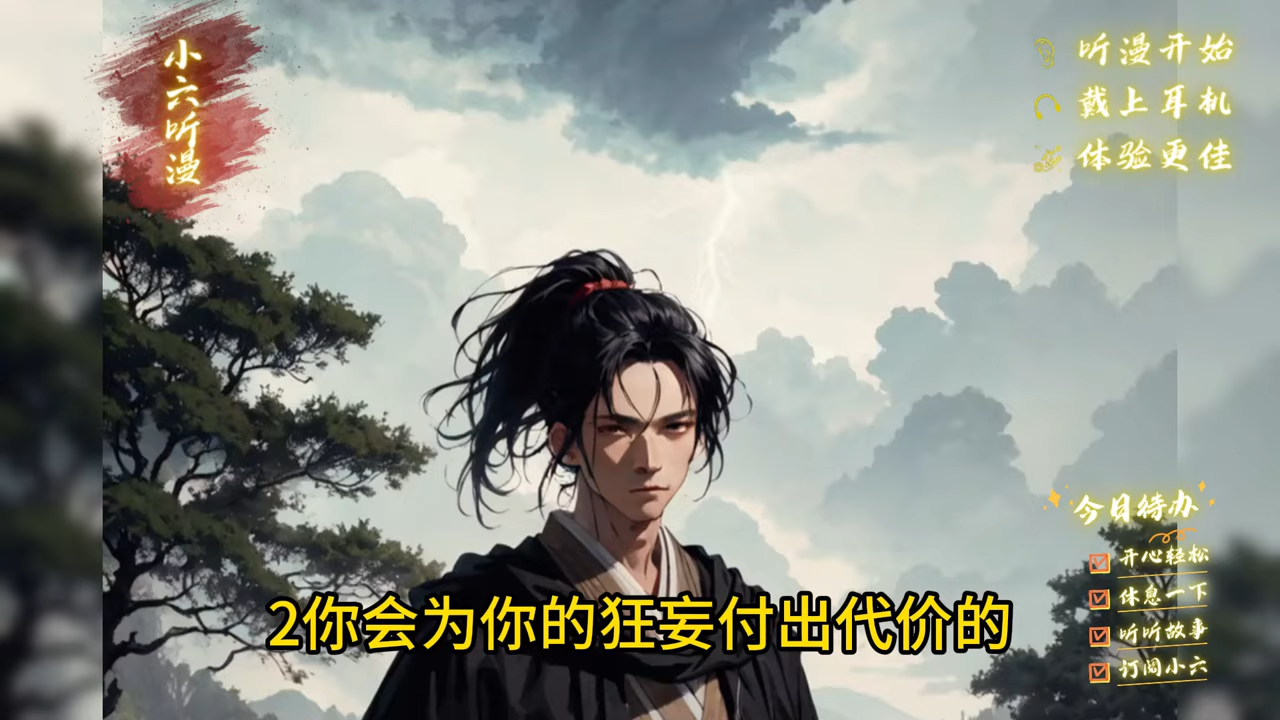 小六听漫
听漫开始
戴上耳机
体验更佳
今日待办
开心轻松
休息一下
听听故事
订阅小六
2你会为你的狂妄付出代价的